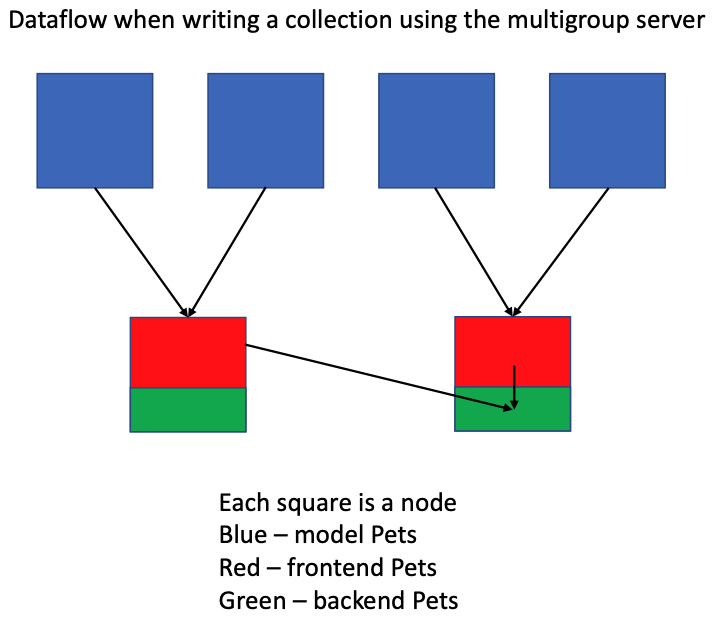 Dataflow when writing a collection using the multigroup server
Each square is a node
Blue – model Pets
Red – frontend Pets
Green – backend Pets